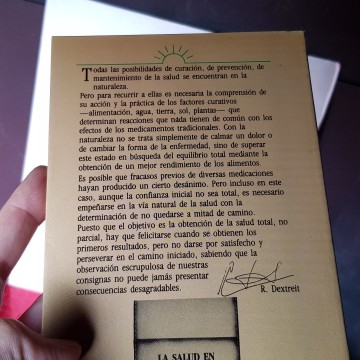 Todas las posibilidades de curación, de prevención, de
mantenimiento de la salud se encuentran en la
naturaleza.
Pero para recurrir a ellas es necesaria la comprensión de
su acción y la práctica de los factores curativos
—alimentación, agua, tierra, sol, plantas— que
determinan reacciones que nada tienen de común con los
efectos de los medicamentos tradicionales. Con la
naturaleza no se trata simplemente de calmar un dolor o
de cambiar la forma de la enfermedad, sino de superar
este estado en búsqueda del equilibrio total mediante la
obtención de un mejor rendimiento de los alimentos.
Es posible que fracasos previos de diversas medicaciones
hayan producido un cierto desánimo. Pero incluso en este
caso, aunque la confianza inicial no sea total, es necesario
empeñarse en la vía natural de la salud con la
determinación de no quedarse a mitad de camino.
Puesto que el objetivo es la obtención de la salud total, no
parcial, hay que felicitarse cuando se obtienen los
primeros resultados, pero no darse por satisfecho y
perseverar en el camino iniciado, sabiendo que la
observación escrupulosa de nuestras
consignas no puede jamás presentar
consecuencias desagradables.
R. Dextreit
LA SALUD EN